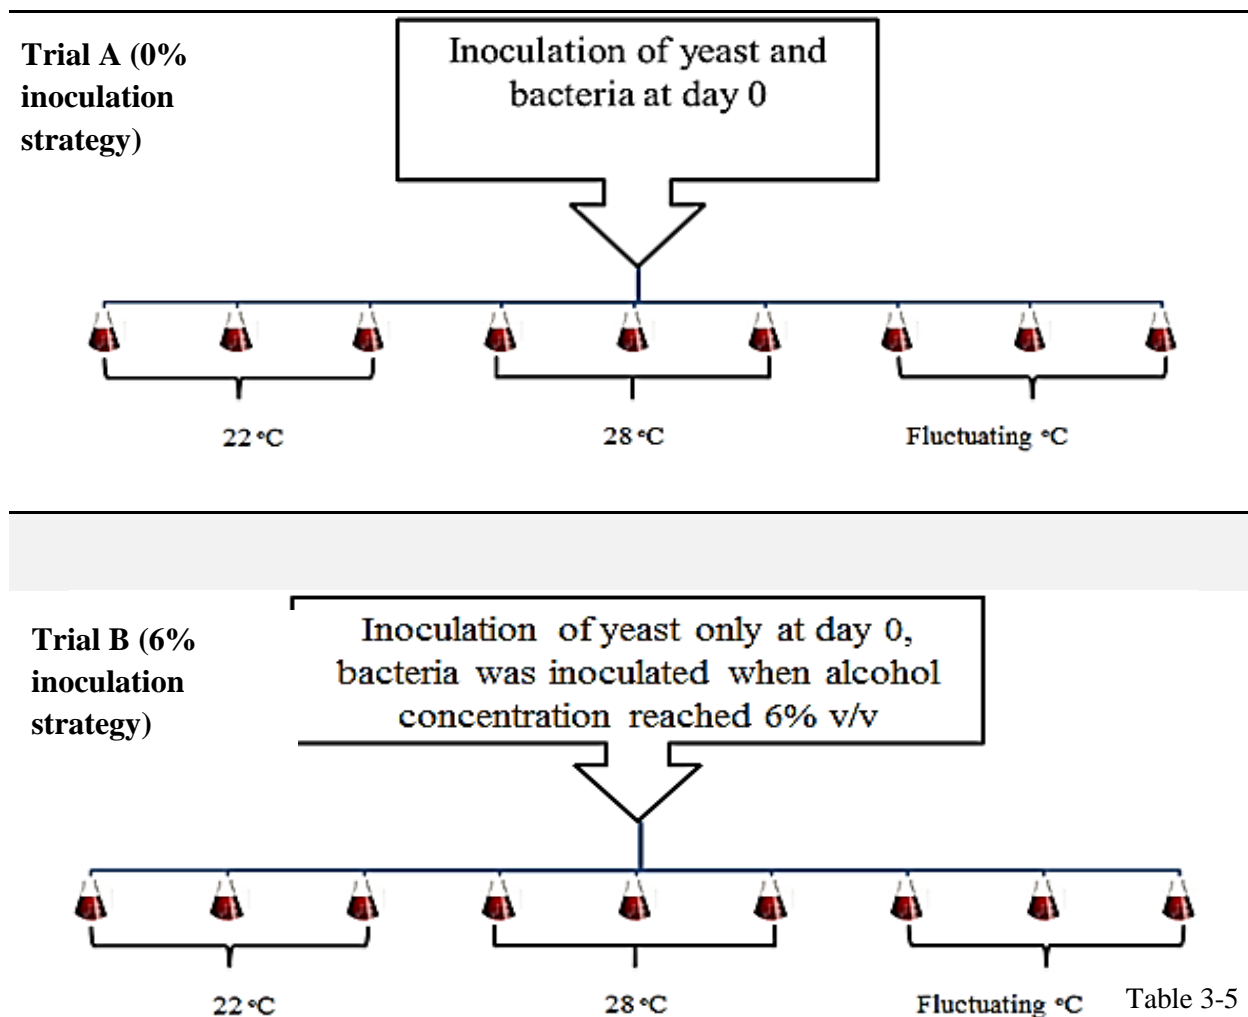 Trial A (0%
inoculation
strategy)
Inoculation of yeast and
bacteria at day 0
22 °C
28 °C
Fluctuating °C
Trial B (6%
inoculation
strategy)
Inoculation of yeast only at day 0,
bacteria was inoculated when alcohol
concentration reached 6% v/v
22 °C
28 °C
Fluctuating °C
Table 3-5